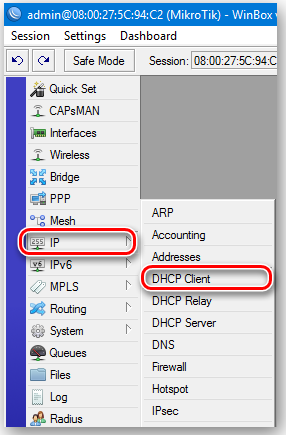 admin@08:00:27:5C:94:C2 (MikroTik) - WinBox v
Session Settings Dashboard
Safe Mode Session: 08:00:27:5C:94:C
Quick Set
CAPsMAN
Interfaces
Wireless
Bridge
PPP
Mesh
255 IP
v6 IPv6
MPLS
Routing
System
Queues
Files
Log
Radius
ARP
Accounting
Addresses
DHCP Client
DHCP Relay
DHCP Server
DNS
Firewall
Hotspot
IPsec